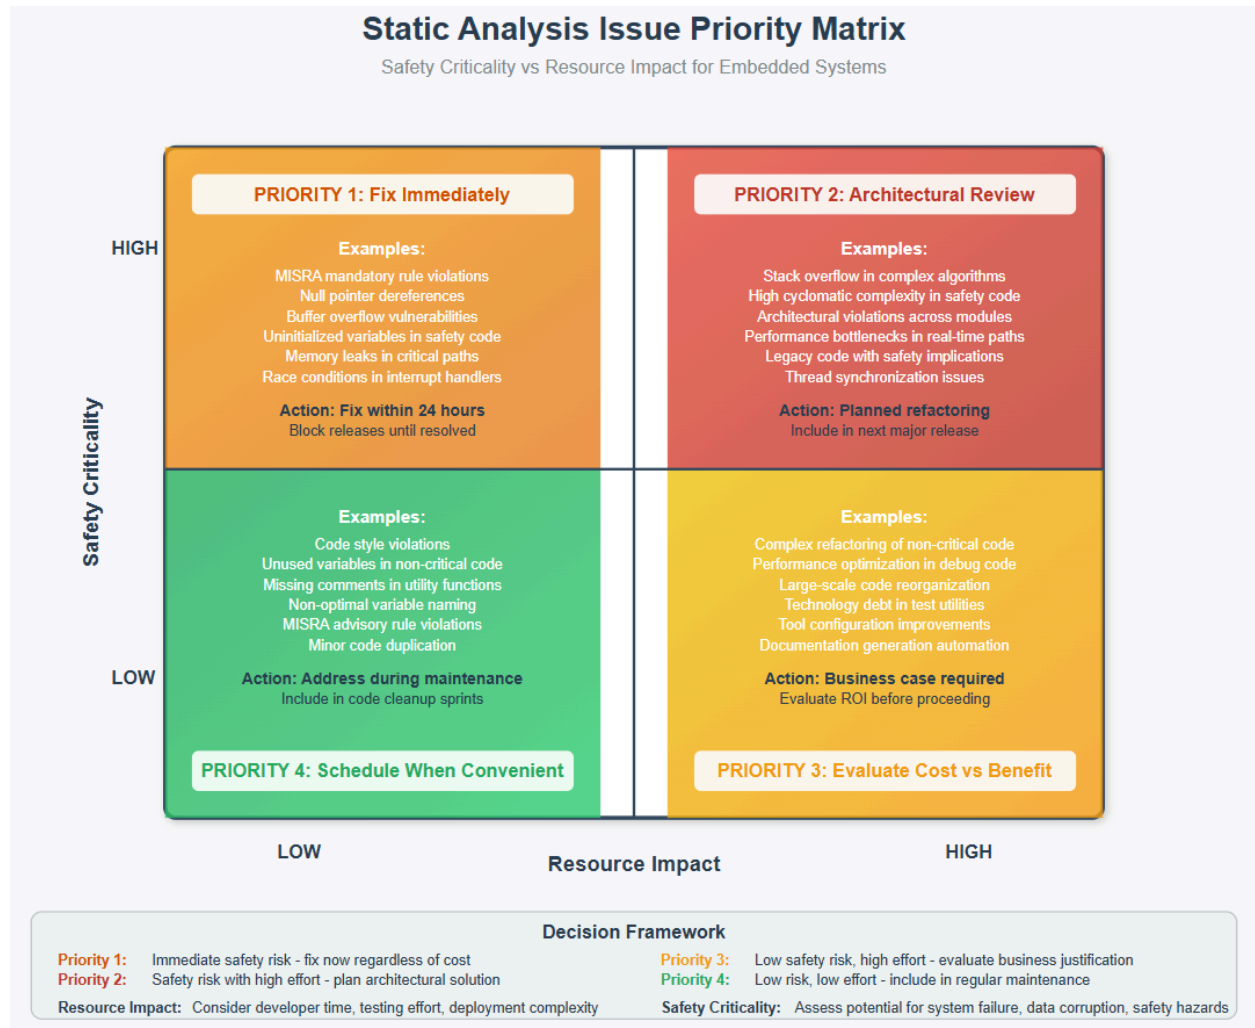 Static Analysis Issue Priority Matrix
Safety Criticality vs Resource Impact for Embedded Systems
PRIORITY 1: Fix Immediately
Examples:
MISRA mandatory rule violations
Null pointer dereferences
Buffer overflow vulnerabilities
Uninitialized variables in safety code
Memory leaks in critical paths
Race conditions in interrupt handlers
Action: Fix within 24 hours
Block releases until resolved
PRIORITY 2: Architectural Review
Examples:
Stack overflow in complex algorithms
High cyclomatic complexity in safety code
Architectural violations across modules
Performance bottlenecks in real-time paths
Legacy code with safety implications
Thread synchronization issues
Action: Planned refactoring
Include in next major release
HIGH
Safety Criticality
LOW
Examples:
Code style violations
Unused variables in non-critical code
Missing comments in utility functions
Non-optimal variable naming
MISRA advisory rule violations
Minor code duplication
Action: Address during maintenance
Include in code cleanup sprints
PRIORITY 4: Schedule When Convenient
Examples:
Complex refactoring of non-critical code
Performance optimization in debug code
Large-scale code reorganization
Technology debt in test utilities
Tool configuration improvements
Documentation generation automation
Action: Business case required
Evaluate ROI before proceeding
PRIORITY 3: Evaluate Cost vs Benefit
LOW
Resource Impact
HIGH
Decision Framework
Priority 1: Immediate safety risk - fix now regardless of cost
Priority 2: Safety risk with high effort - plan architectural solution
Priority 3: Low safety risk, high effort - evaluate business justification
Priority 4: Low risk, low effort - include in regular maintenance
Resource Impact: Consider developer time, testing effort, deployment complexity
Safety Criticality: Assess potential for system failure, data corruption, safety hazards